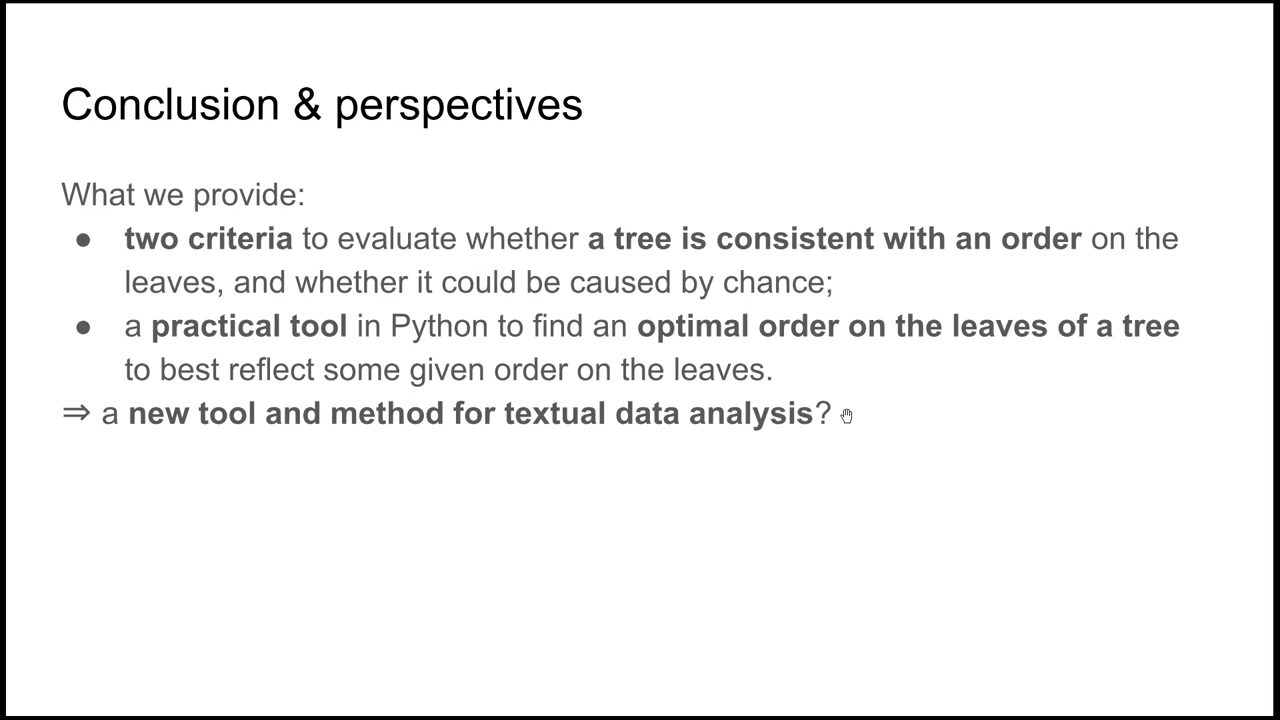 Conclusion & perspectives
What we provide:
● two criteria to evaluate whether a tree is consistent with an order on the
leaves, and whether it could be caused by chance;
● a practical tool in Python to find an optimal order on the leaves of a tree
to best reflect some given order on the leaves.
⇒ a new tool and method for textual data analysis?